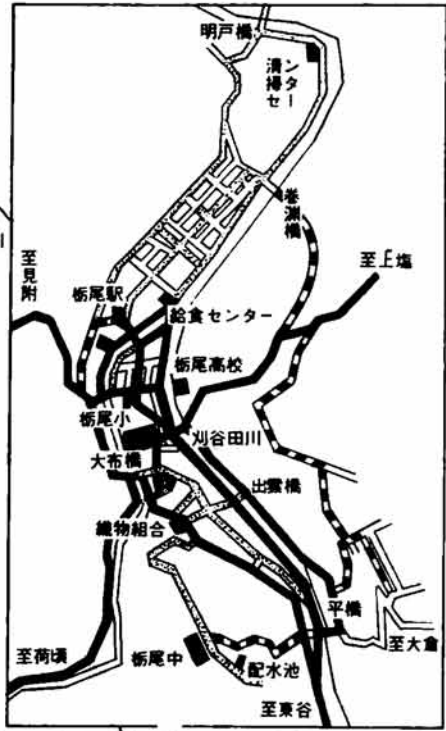 明戸橋
清掃センター
巻渕橋
至上塩
至見附
栃尾駅
給食センター
栃尾高校
栃尾小
刈谷田川
大布橋
出雲橋
織物組合
平橋
至大倉
至荷頃
栃尾中
配水池
至東谷